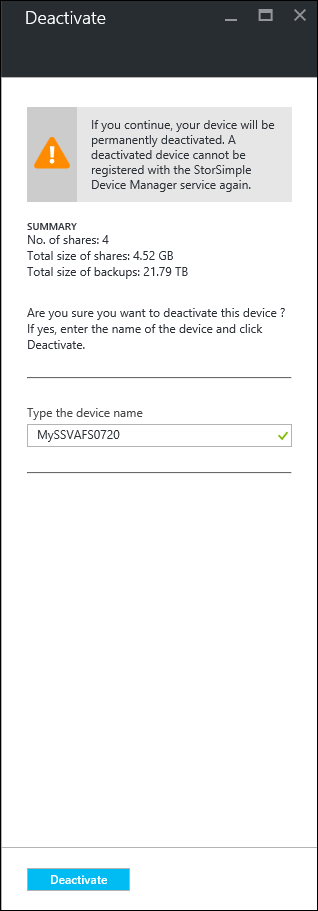 Deactivate
If you continue, your device will be
permanently deactivated. A
deactivated device cannot be
registered with the StorSimple
Device Manager service again.
SUMMARY
No. of shares: 4
Total size of shares: 4.52 GB
Total size of backups: 21.79 TB
Are you sure you want to deactivate this device ?
If yes, enter the name of the device and click
Deactivate.
Type the device name
MySSVAFS0720
Deactivate